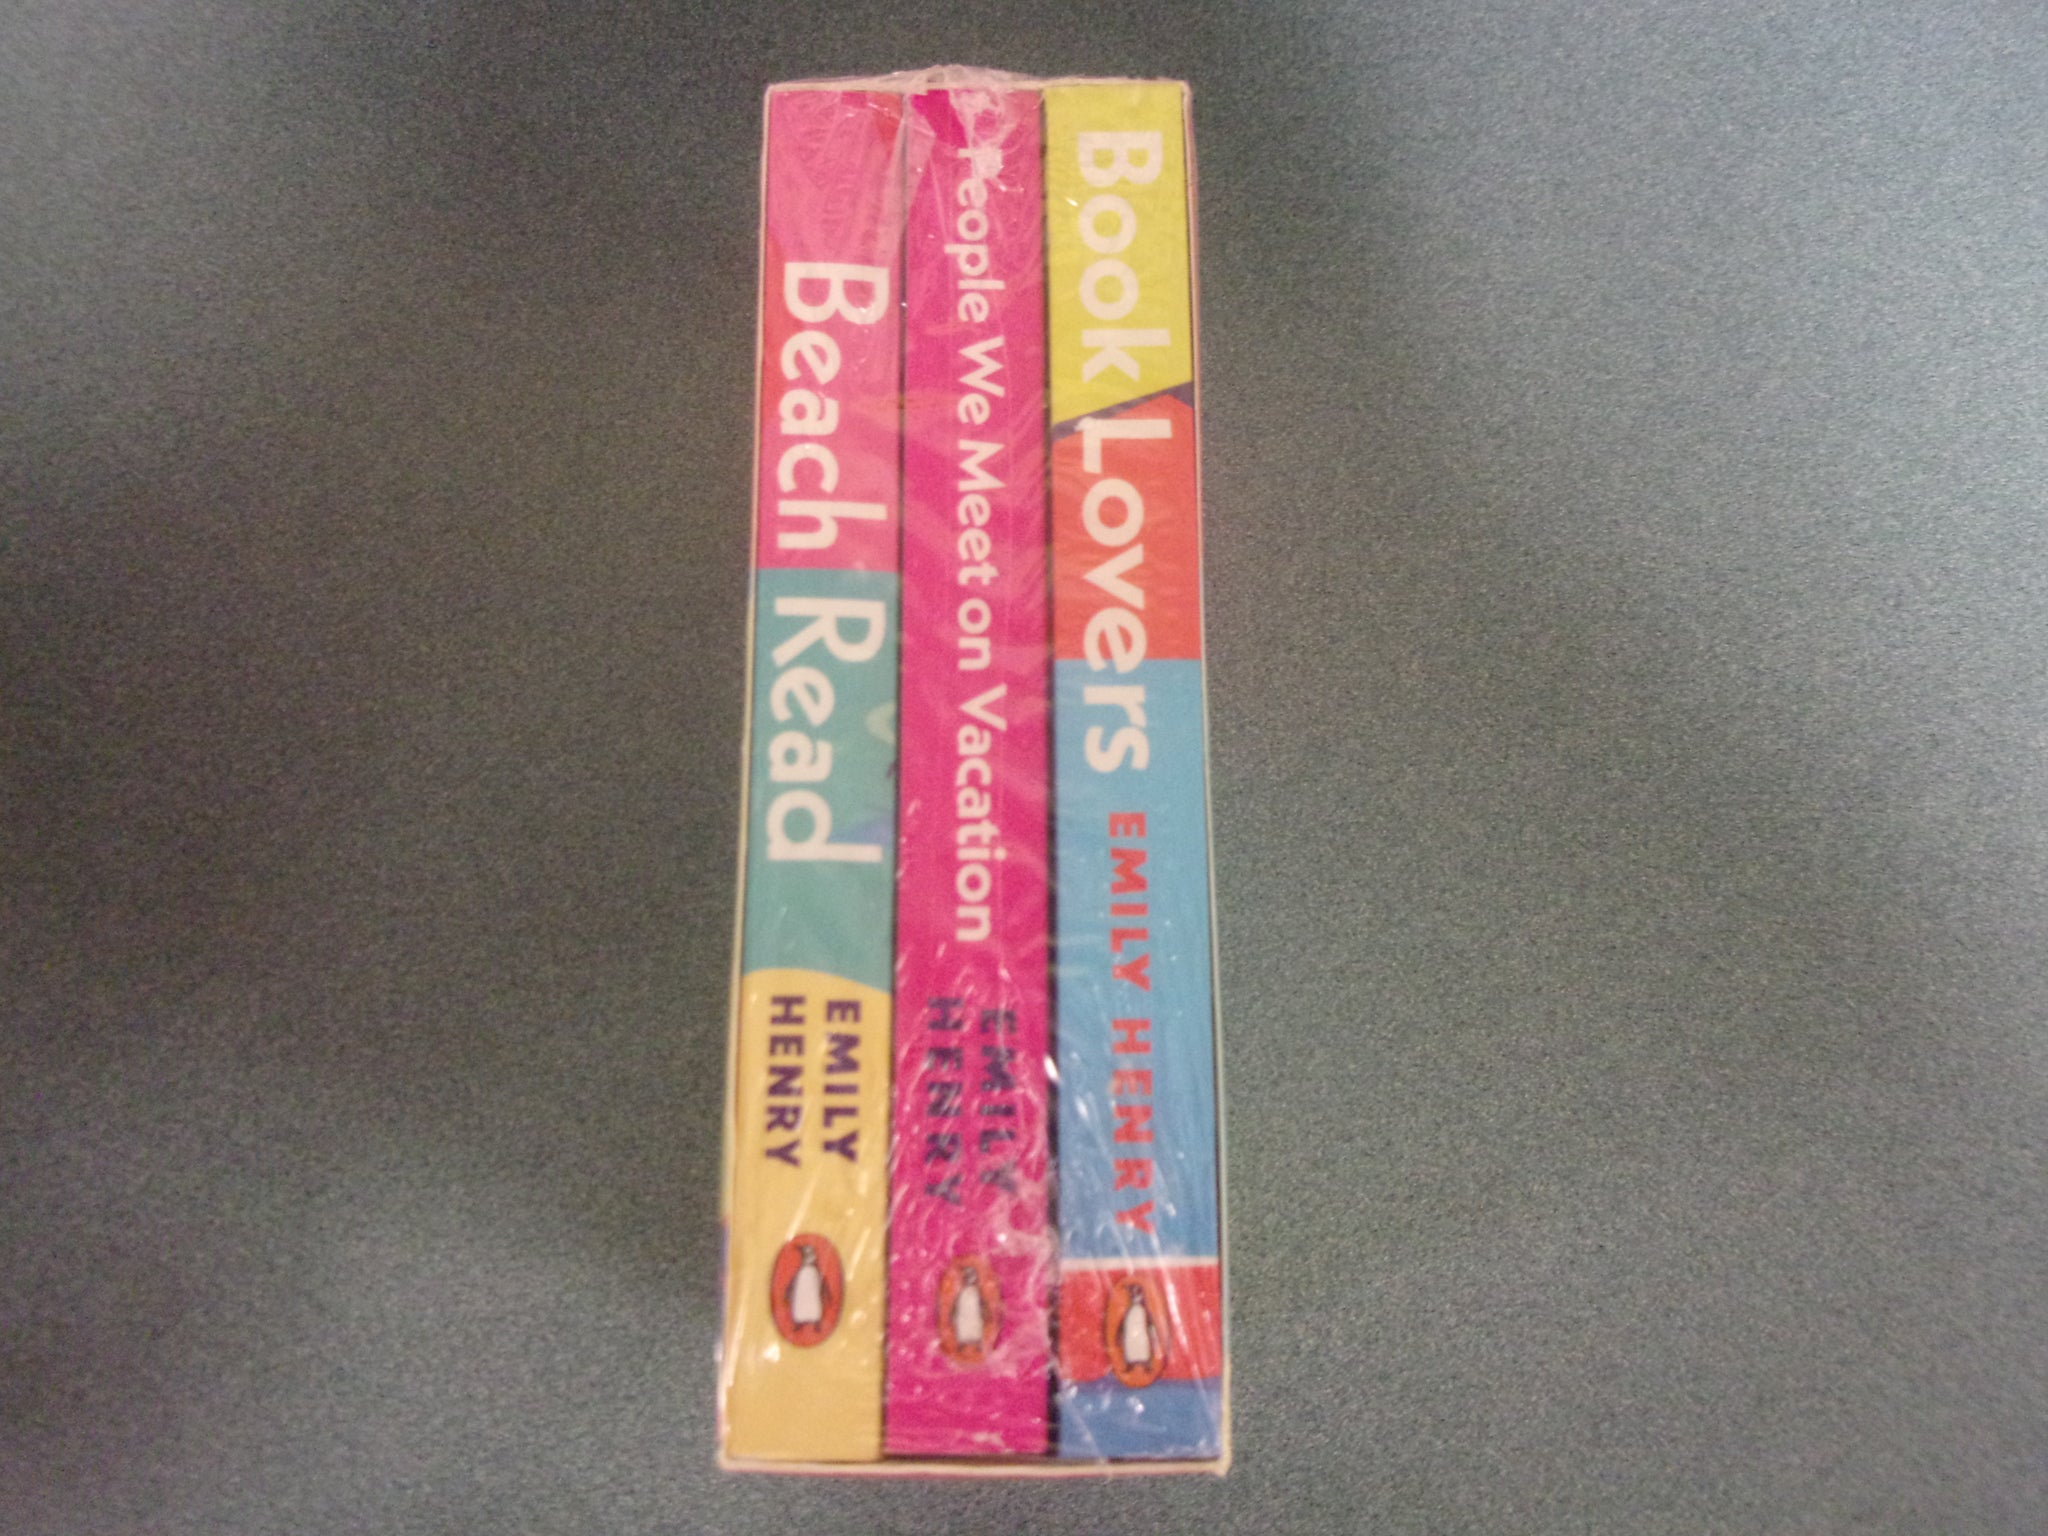 Beach Read
EMILY
HENRY
People We Meet on Vacation
EMILY
HENRY
Book Lovers
EMILY HENRY